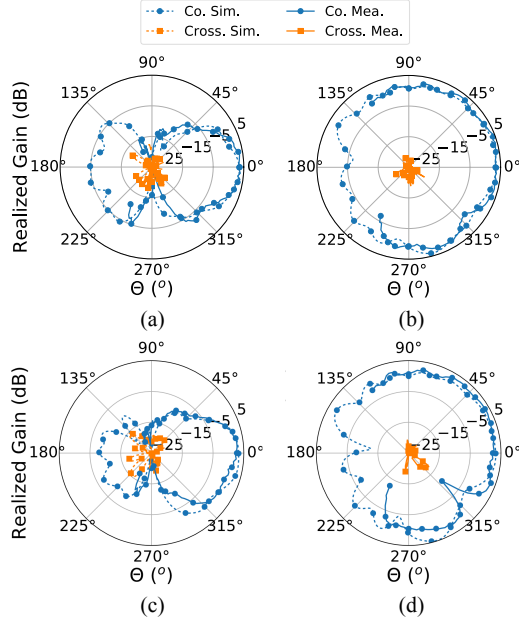 Co. Sim. Co. Mea.
Cross. Sim. Cross. Mea.
90° 90°
135° 45° 135° 45°
Realized Gain (dB) 5 5
−5 −5
−15 −15
−25 −25
180° 0° 180° 0°
225° 315° 225° 315°
270° 270°
Θ (°) Θ (°)
(a) (b)
90° 90°
135° 45° 135° 45°
Realized Gain (dB) 5 5
−5 −5
−15 −15
−25 −25
180° 0° 180° 0°
225° 315° 225° 315°
270° 270°
Θ (°) Θ (°)
(c) (d)